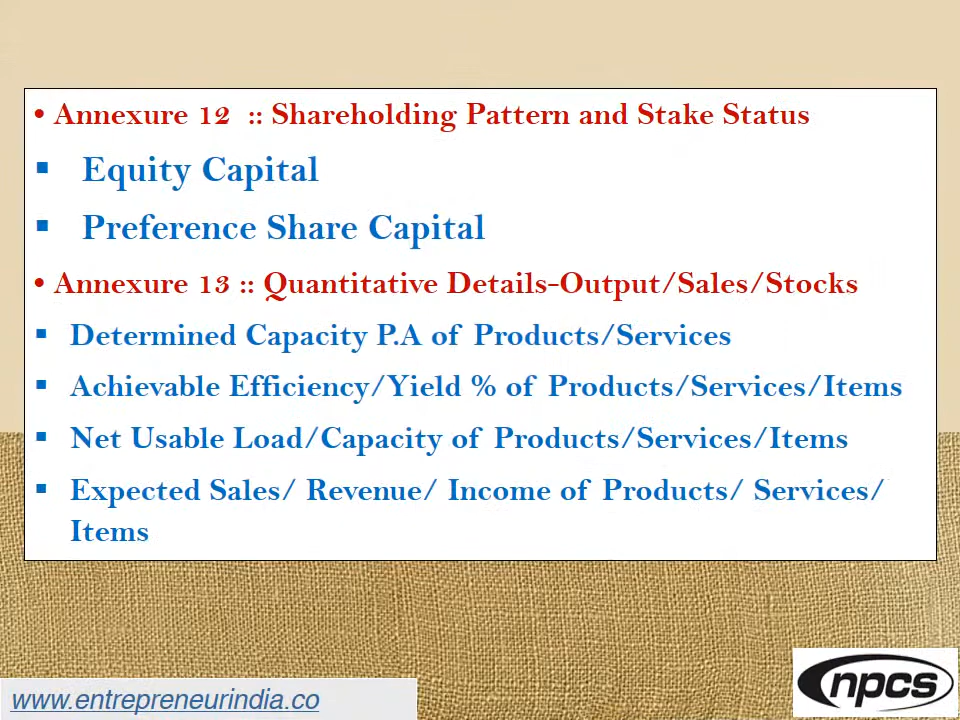 • Annexure 12 :: Shareholding Pattern and Stake Status
▪ Equity Capital
▪ Preference Share Capital
• Annexure 13 :: Quantitative Details-Output/Sales/Stocks
▪ Determined Capacity P.A of Products/Services
▪ Achievable Efficiency/Yield % of Products/Services/Items
▪ Net Usable Load/Capacity of Products/Services/Items
▪ Expected Sales/ Revenue/ Income of Products/ Services/
Items
www.entrepreneurindia.co
npcs